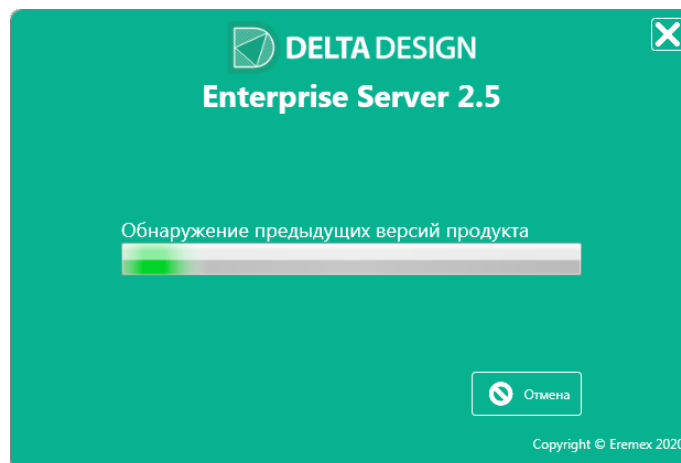 DELTA DESIGN
Enterprise Server 2.5
Обнаружение предыдущих версий продукта
Отмена
Copyright © Eremex 2020